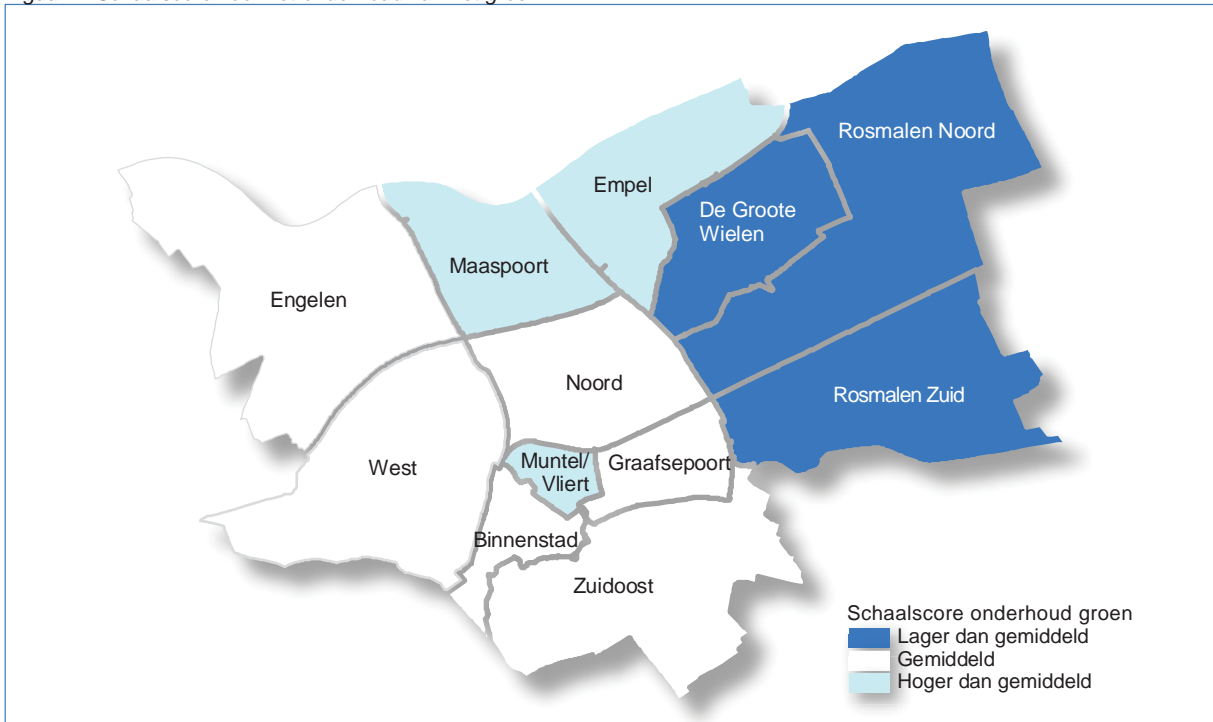 Rosmalen Noord
Empel
De Groote
Wielen
Maaspoort
Engelen
Noord
Rosmalen Zuid
West
Muntel/
Vliert
Graafsepoort
Binnenstad
Zuidoost
Schaalscore onderhoud groen
Lager dan gemiddeld
Gemiddeld
Hoger dan gemiddeld